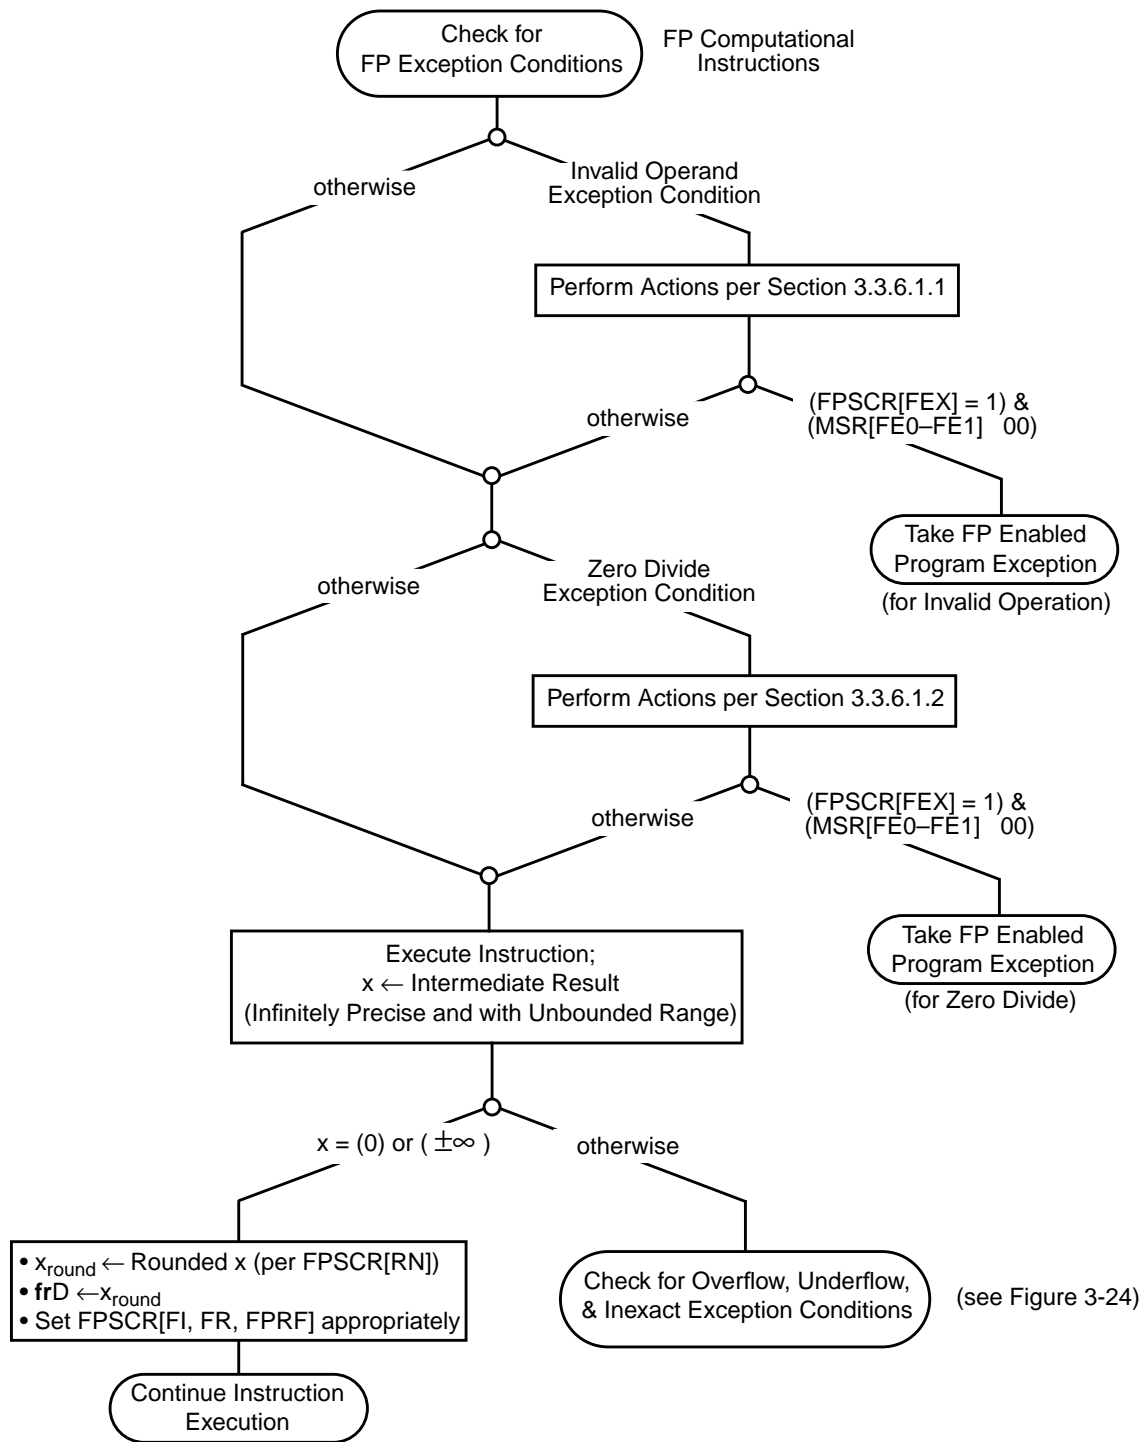 Check for
FP Exception Conditions
FP Computational
Instructions
otherwise
Invalid Operand
Exception Condition
Perform Actions per Section 3.3.6.1.1
otherwise
(FPSCR[FEX] = 1) &
(MSR[FE0–FE1] 00)
Take FP Enabled
Program Exception
(for Invalid Operation)
otherwise
Zero Divide
Exception Condition
Perform Actions per Section 3.3.6.1.2
otherwise
(FPSCR[FEX] = 1) &
(MSR[FE0–FE1] 00)
Take FP Enabled
Program Exception
(for Zero Divide)
Execute Instruction;
x ← Intermediate Result
(Infinitely Precise and with Unbounded Range)
x = (0) or ( ±∞ )
otherwise
• xround ← Rounded x (per FPSCR[RN])
• frD ←xround
• Set FPSCR[FI, FR, FPRF] appropriately
Check for Overflow, Underflow,
& Inexact Exception Conditions
(see Figure 3-24)
Continue Instruction
Execution